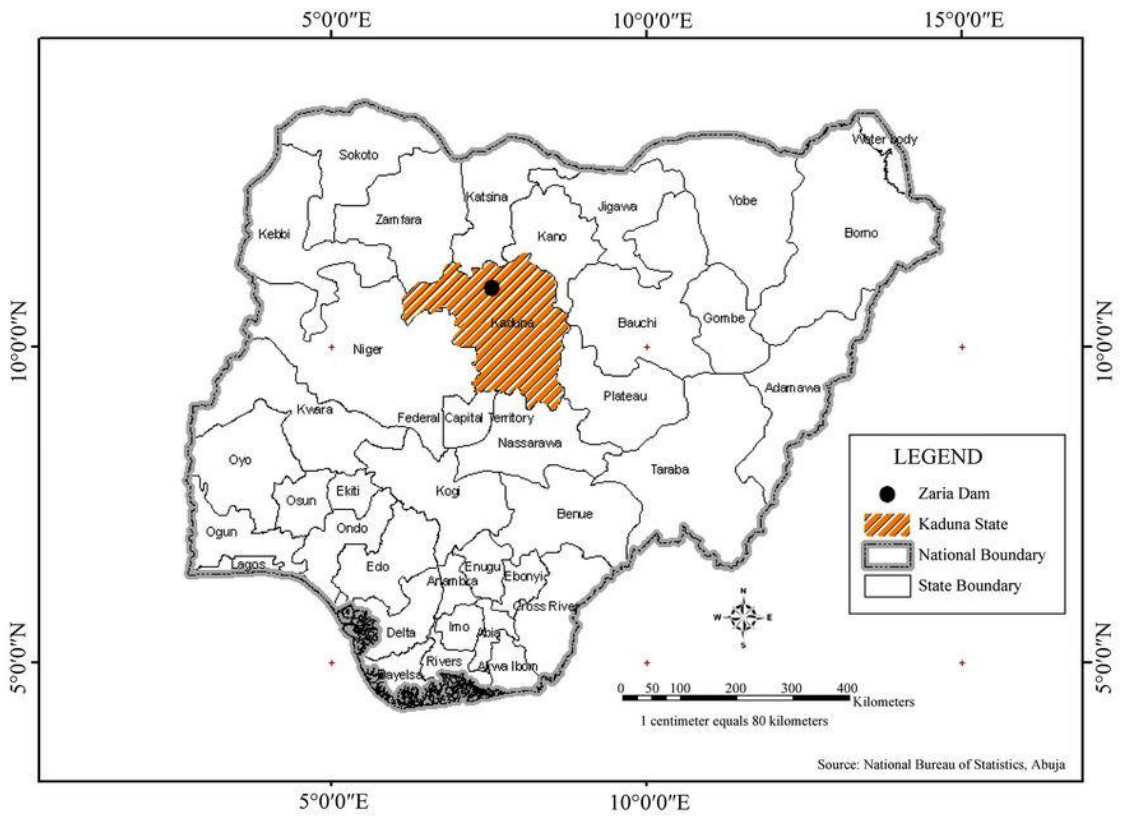 5°0'0"E 10°0'0"E 15°0'0"E
Water body
Sokoto
Katsina
Zamfara
Jigawa
Yobe
Kebbi
Kano
Borno
Kaduna
Bauchi
Gombe
10°0'0"N
10°0'0"N
Niger
Adamawa
Plateau
Kwara
Federal Capital Territory
Nassarawa
Oyo
Taraba
Kogi
Ekiti
Osun
Benue
Ogun
Ondo
Lagos
Edo
Enugu
Ebonyi
Anambra
Cross River
Imo
Abia
Delta
Rivers
Akwa Ibom
Bayelsa
LEGEND
Zaria Dam
Kaduna State
National Boundary
State Boundary
N
W E
S
5°0'0"N
5°0'0"N
0 50 100 200 300 400
Kilometers
1 centimeter equals 80 kilometers
Source: National Bureau of Statistics, Abuja
5°0'0"E 10°0'0"E